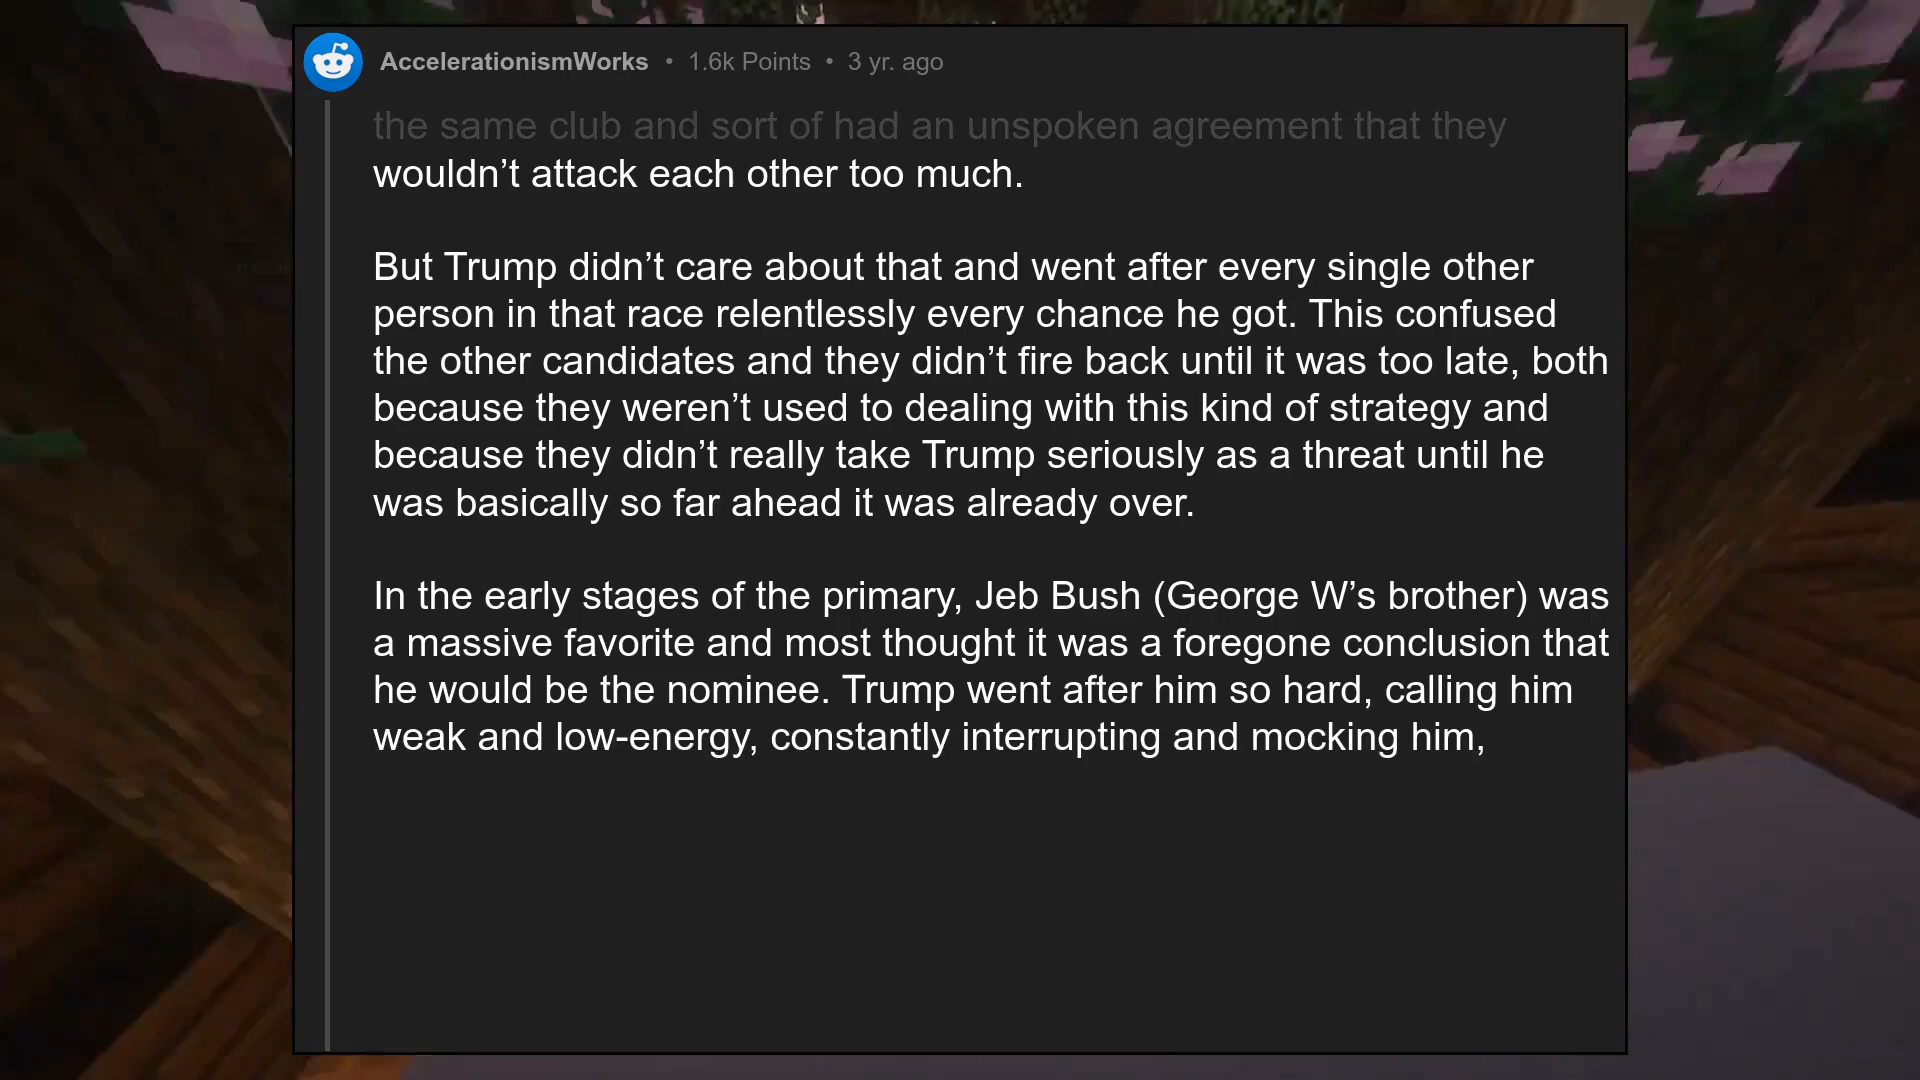 AccelerationismWorks • 1.6k Points • 3 yr. ago
the same club and sort of had an unspoken agreement that they
wouldn’t attack each other too much.
But Trump didn’t care about that and went after every single other
person in that race relentlessly every chance he got. This confused
the other candidates and they didn’t fire back until it was too late, both
because they weren’t used to dealing with this kind of strategy and
because they didn’t really take Trump seriously as a threat until he
was basically so far ahead it was already over.
In the early stages of the primary, Jeb Bush (George W’s brother) was
a massive favorite and most thought it was a foregone conclusion that
he would be the nominee. Trump went after him so hard, calling him
weak and low-energy, constantly interrupting and mocking him,